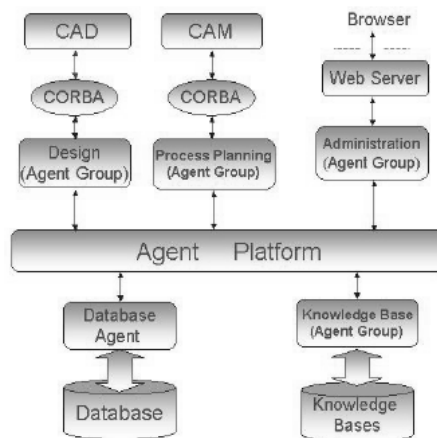 Browser
CAD
CAM
Web Server
CORBA
CORBA
Design
(Agent Group)
Process Planning
(Agent Group)
Administration
(Agent Group)
Agent Platform
Database
Agent
Knowledge Base
(Agent Group)
Database
Knowledge
Bases